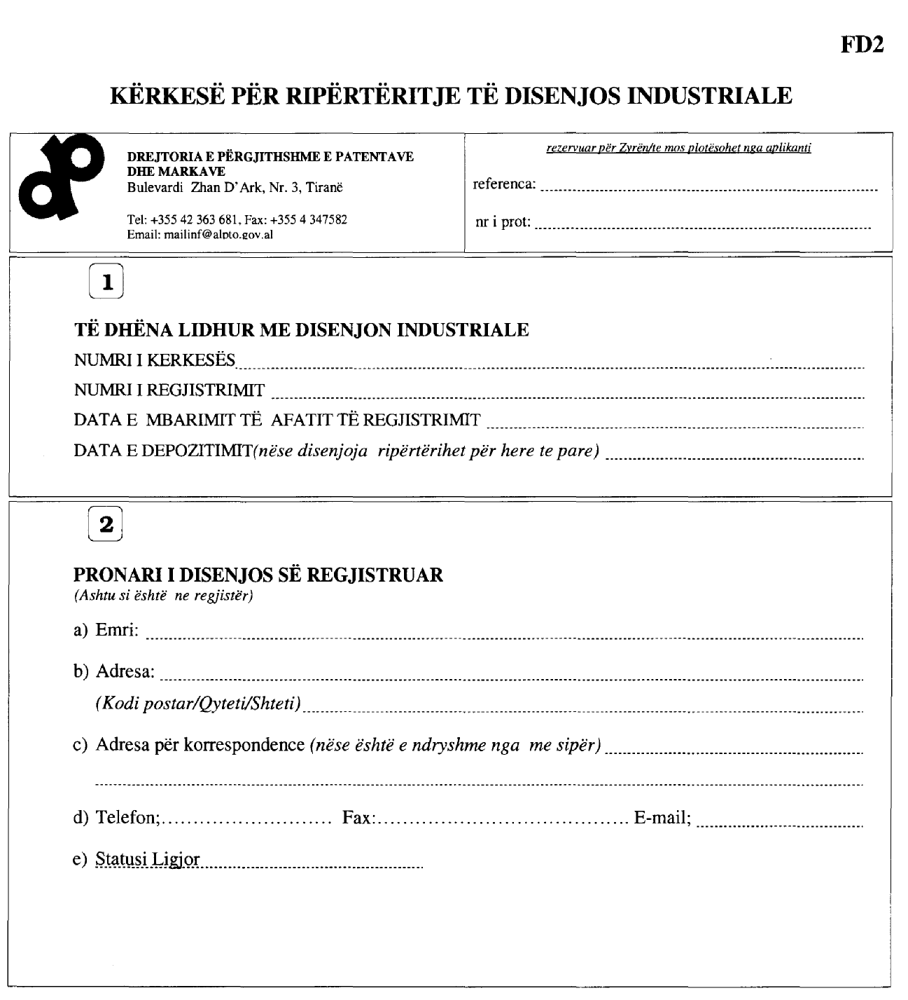 FD2
KËRKESË PËR RIPËRTËRITJE TË DISENJOS INDUSTRIALE
DREJTORIA E PËRGJITHSHME E PATENTAVE
DHE MARKAVE
Bulevardi Zhan D'Ark, Nr. 3, Tiranë
Tel: +355 42 363 681, Fax: +355 4 347582
Email: mailinf@alpto.gov.al
rezervuar për Zyrën/te mos plotësohet nga aplikanti
referenca:
nr i prot:
1
TË DHËNA LIDHUR ME DISENJON INDUSTRIALE
NUMRI I KERKESËS
NUMRI I REGJISTRIMIT
DATA E MBARIMIT TË AFATIT TË REGJISTRIMIT
DATA E DEPOZITIMIT(nëse disenjoja ripërtërihet për here te pare)
2
PRONARI I DISENJOS SË REGJISTRUAR
(Ashtu si është ne regjistër)
a) Emri:
b) Adresa:
(Kodi postar/Qyteti/Shteti)
c) Adresa për korrespondence (nëse është e ndryshme nga me sipër)
d) Telefon;.......................... Fax:....................................... E-mail;
e) Statusi Ligjor